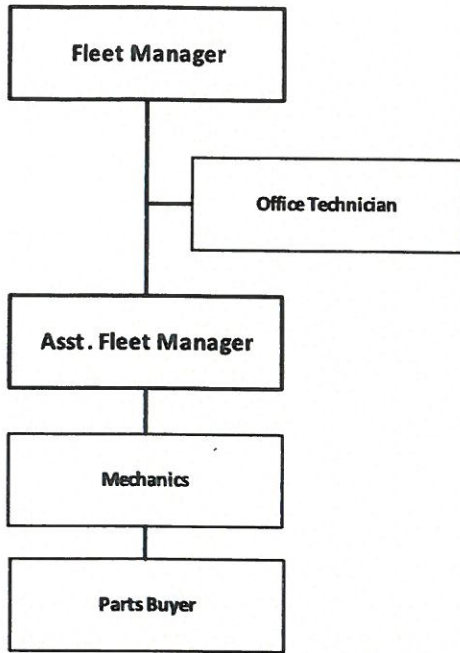 Fleet Manager
Office Technician
Asst. Fleet Manager
Mechanics
Parts Buyer